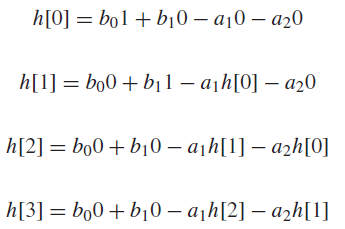 h[0] = b₀1 + b₁0 – a₁0 – a₂0
h[1] = b₀0 + b₁1 – a₁h[0] – a₂0
h[2] = b₀0 + b₁0 – a₁h[1] – a₂h[0]
h[3] = b₀0 + b₁0 – a₁h[2] – a₂h[1]